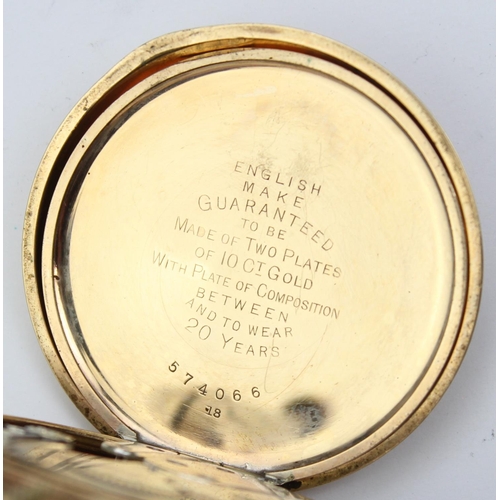 ENGLISH
MAKE
GUARANTEED
TO BE
MADE OF TWO PLATES
OF 10 CT GOLD
WITH PLATE OF COMPOSITION
BETWEEN
AND TO WEAR
20 YEARS
574066
.18